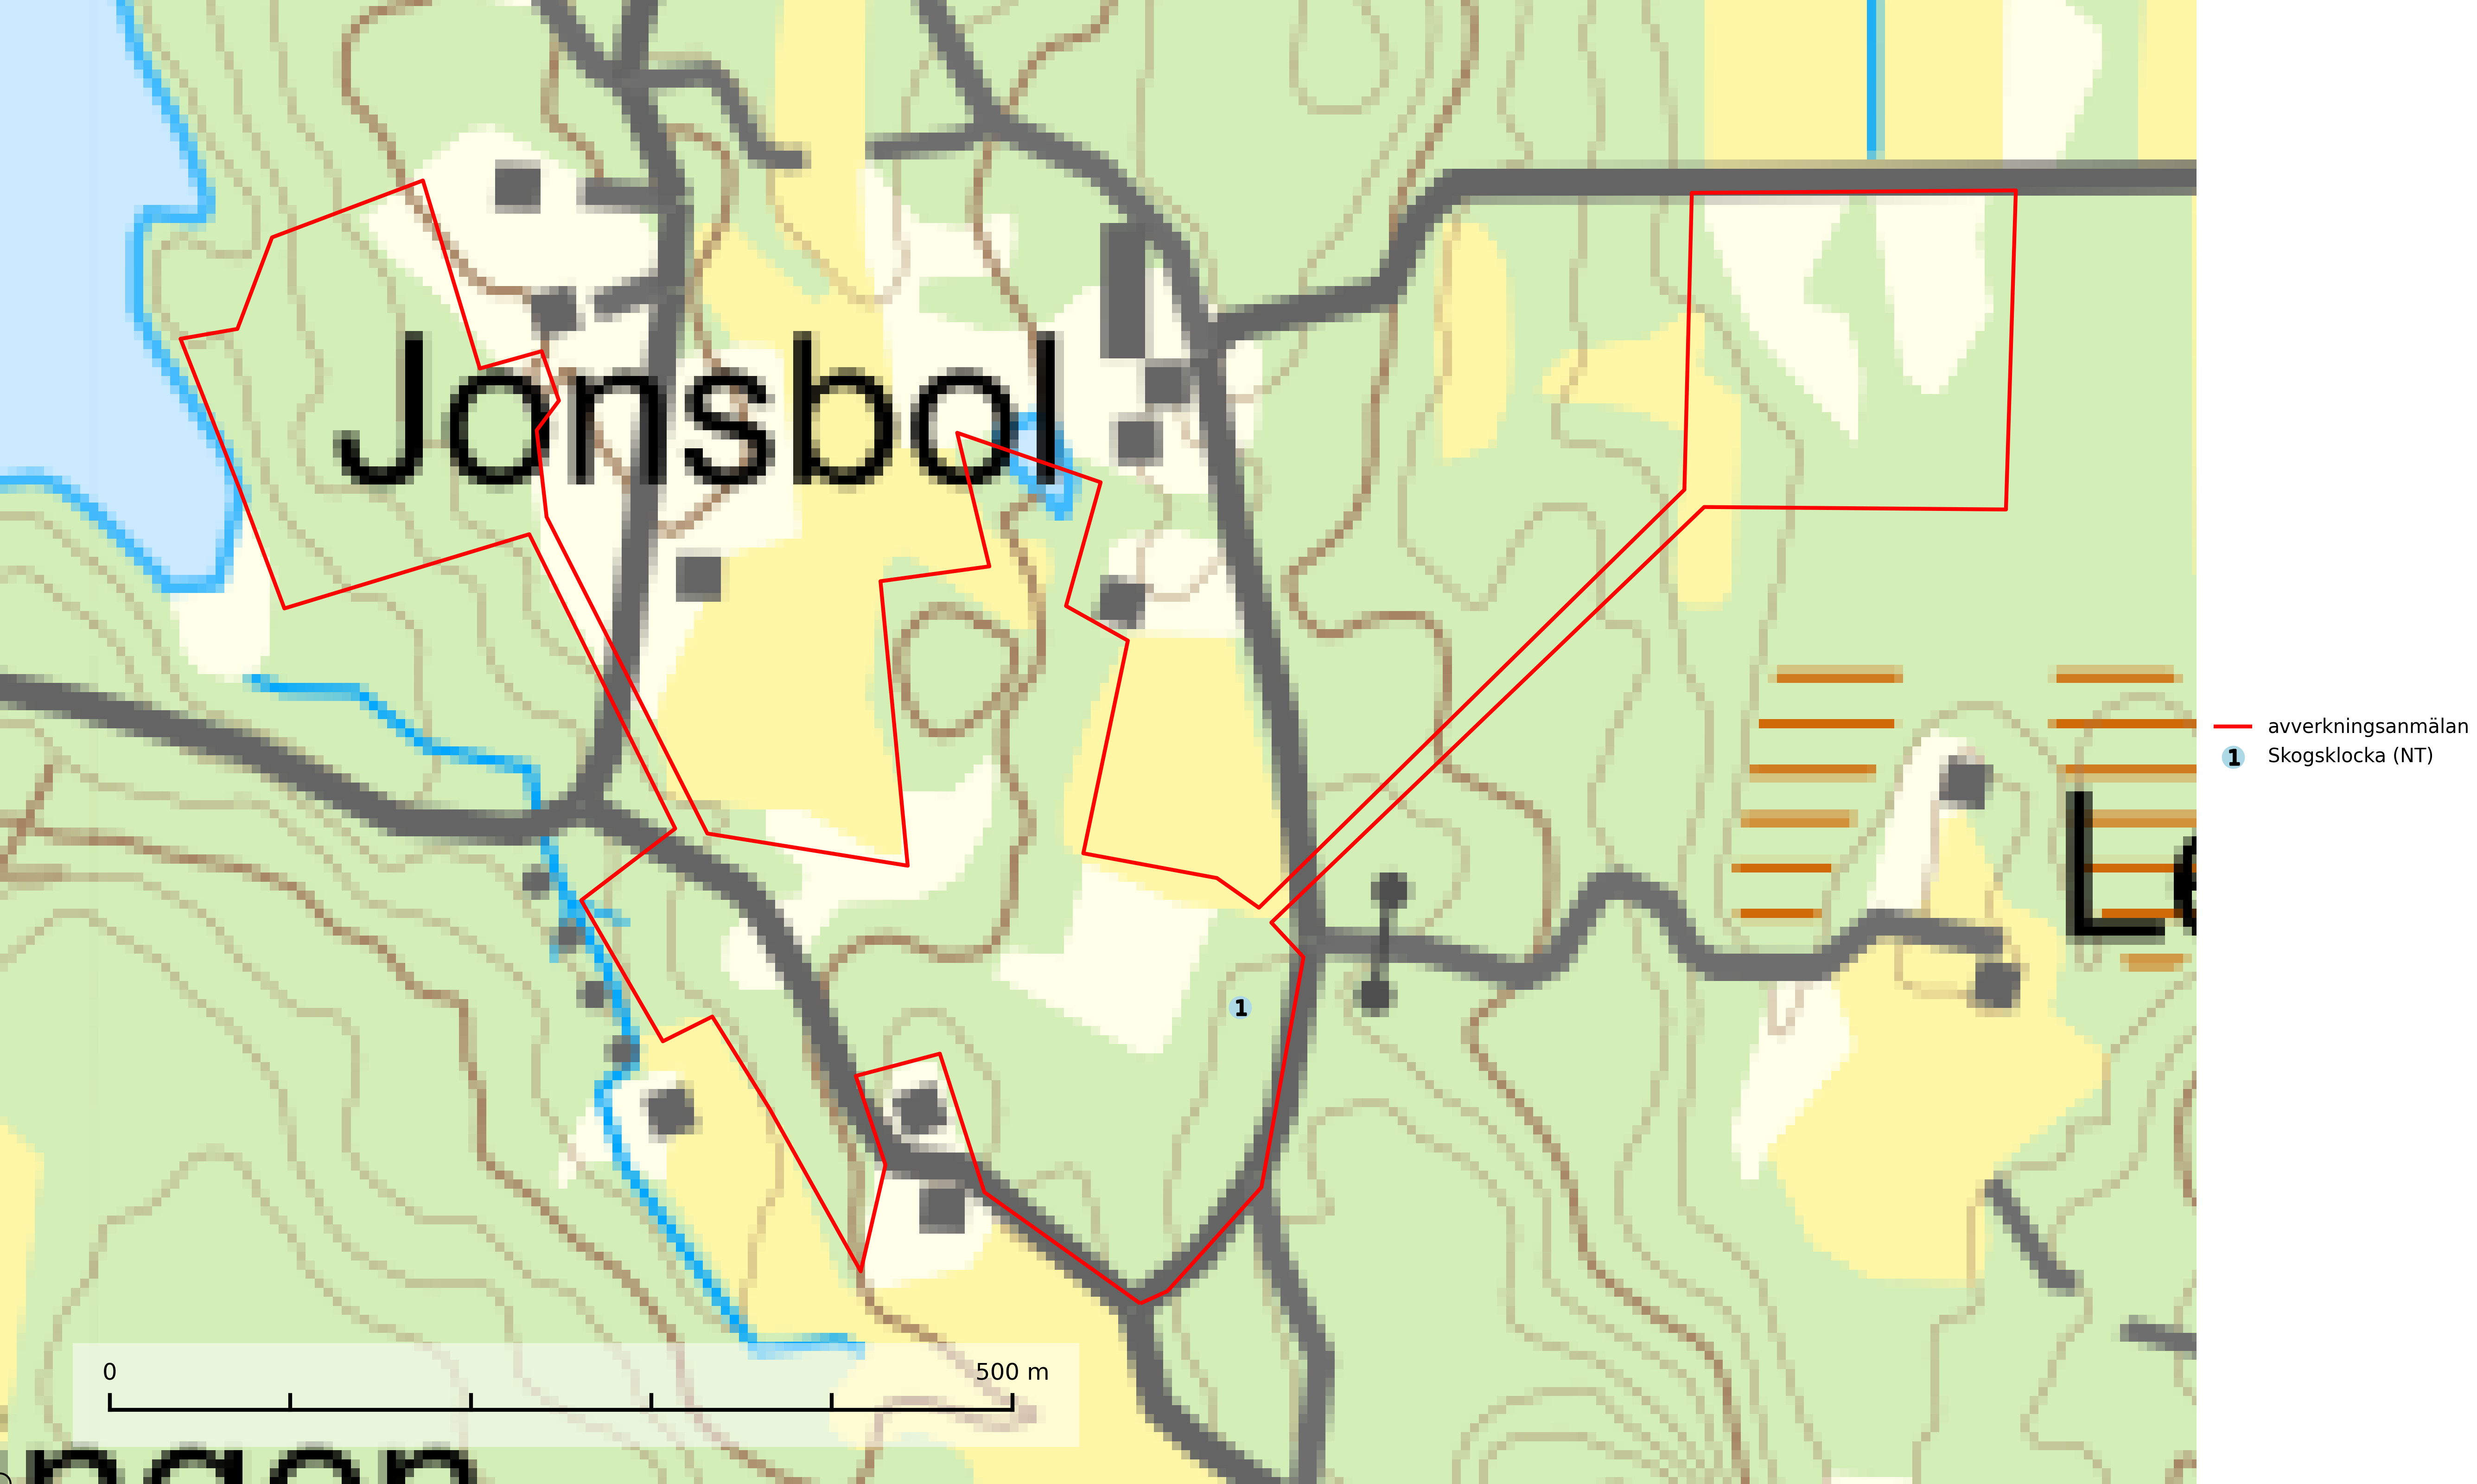 Jonsbol
avverkningsanmälan
1 Skogsklocka (NT)
1
0 500 m